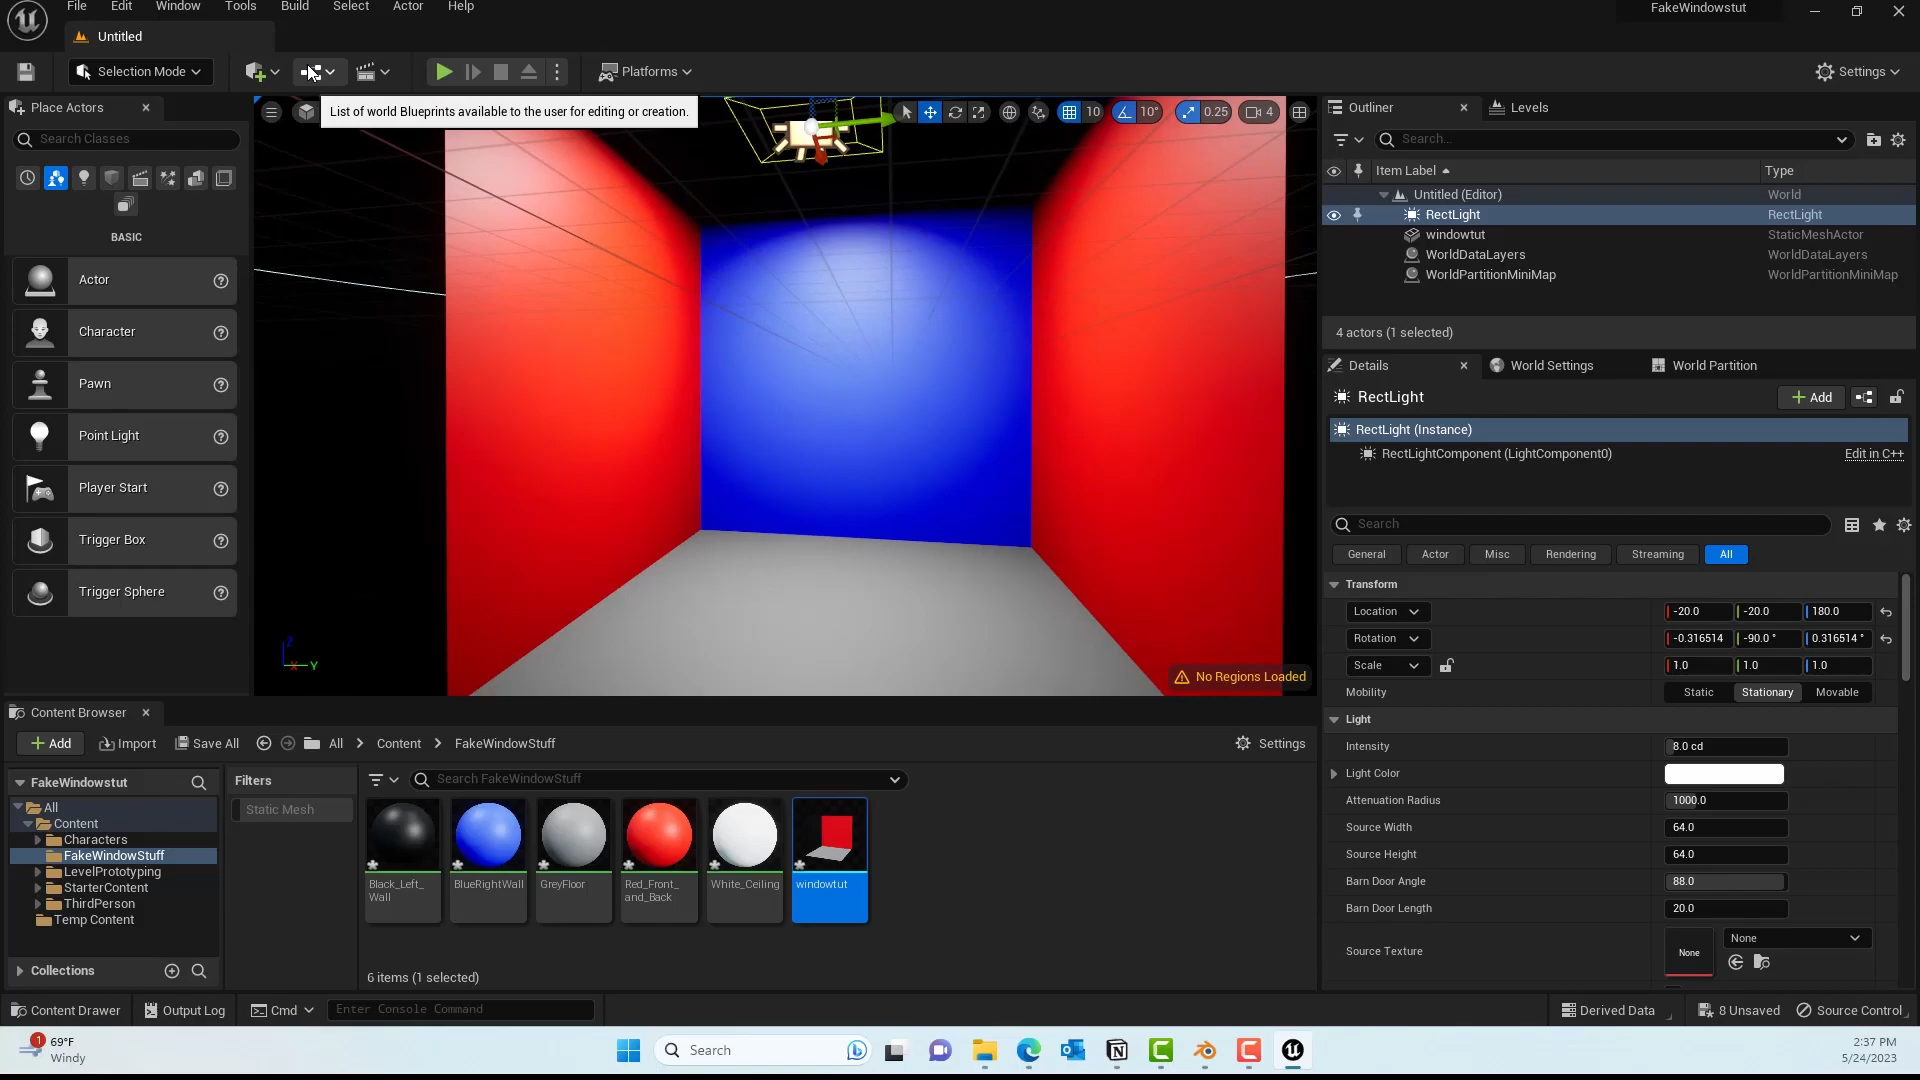 File Edit Window Tools Build Select Actor Help
FakeWindowstut
Untitled
Selection Mode
Platforms
Settings
Place Actors
List of world Blueprints available to the user for editing or creation.
10
10°
0.25
4
Outliner
Levels
Search Classes
Search...
Item Label
Type
Untitled (Editor)
World
RectLight
RectLight
windowtut
StaticMeshActor
WorldDataLayers
WorldDataLayers
WorldPartitionMiniMap
WorldPartitionMiniMap
4 actors (1 selected)
BASIC
Actor
Character
Pawn
Point Light
Player Start
Trigger Box
Trigger Sphere
Z
X
Y
No Regions Loaded
Details
World Settings
World Partition
RectLight
Add
RectLight (Instance)
RectLightComponent (LightComponent0)
Edit in C++
Search
General
Actor
Misc
Rendering
Streaming
All
Transform
Location
-20.0
-20.0
180.0
Rotation
-0.316514
-90.0 °
0.316514 °
Scale
1.0
1.0
1.0
Mobility
Static
Stationary
Movable
Light
Intensity
8.0 cd
Light Color
Attenuation Radius
1000.0
Source Width
64.0
Source Height
64.0
Barn Door Angle
88.0
Barn Door Length
20.0
Source Texture
None
None
Content Browser
Add
Import
Save All
All
Content
FakeWindowStuff
Settings
FakeWindowstut
Filters
Static Mesh
Search FakeWindowStuff
All
Content
Characters
FakeWindowStuff
LevelPrototyping
StarterContent
ThirdPerson
Temp Content
Collections
Black_Left_
Wall
BlueRightWall
GreyFloor
Red_Front_
and_Back
White_Ceiling
windowtut
6 items (1 selected)
Content Drawer
Output Log
Cmd
Enter Console Command
Derived Data
8 Unsaved
Source Control
1
69°F
Windy
Search
2:37 PM
5/24/2023